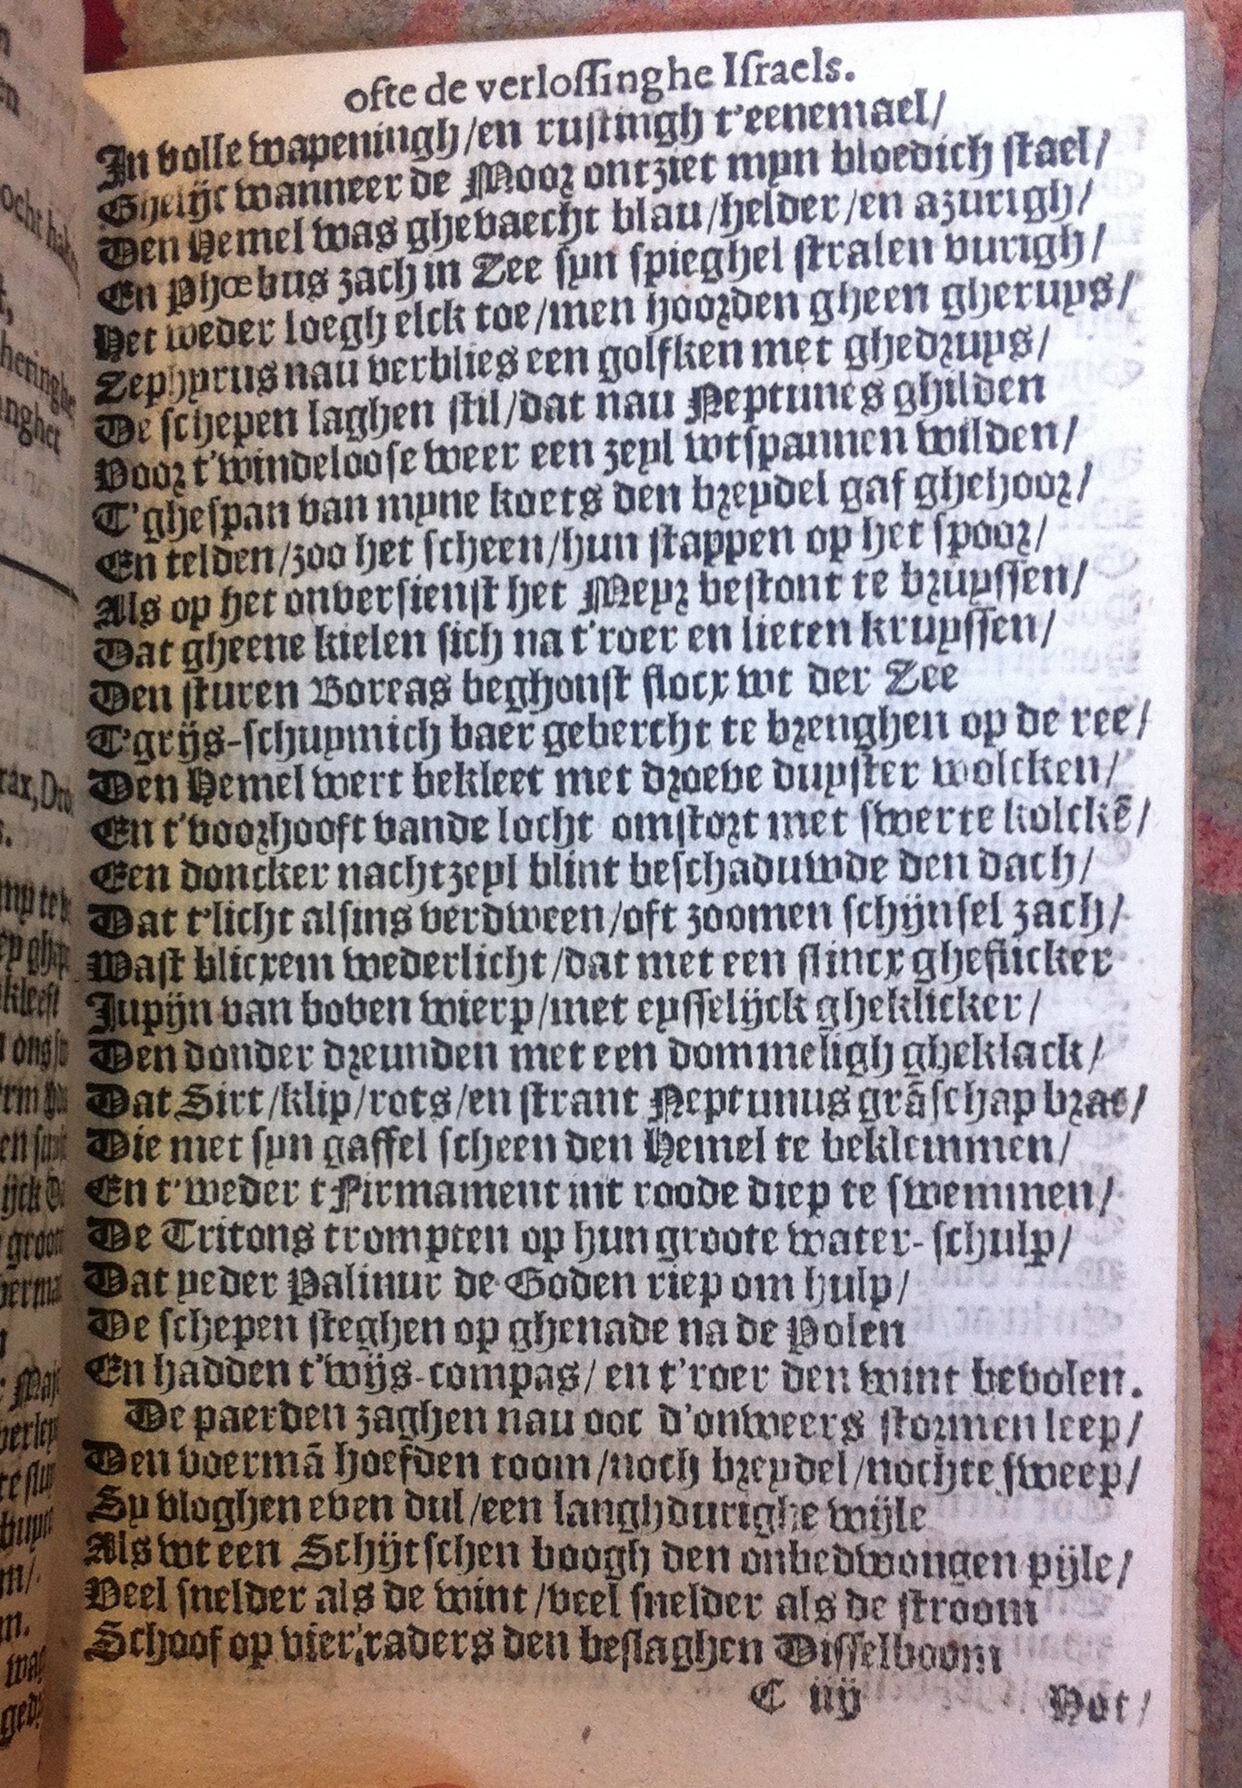 ofte de verlossinghe Israels.
In volle wapeningh/en rustingh t'eenemael/
Ghelijc wanneer de Moor ontziet myn bloedich stael/
Den Hemel was ghevaecht blau/helder/en azurigh/
En Phœbus zach in Zee syn spieghel stralen vurigh/
Het weder loegh elck toe/men hoorden gheen gheruys/
Zephyrus nau verblies een golfken met ghedruys/
De schepen laghen stil/dat nau Neptunes ghilden
Voor t'windeloose weer een zeyl wtspannen wilden/
T'ghespan van myne koets den breydel gaf ghehoor/
En telden/zoo het scheen/hun stappen op het spoor/
Als op het onversienst het Meyr bestont te bruyssen/
Dat gheene kielen sich na t'roer en lieten kruyssen/
Den sturen Boreas beghonst flocx wt der Zee
T'grijs-schuymich baer gebercht te brenghen op de ree/
Den Hemel wert bekleet met droeve duyster wolcken/
En t'voorhooft vande locht omstort met swerte kolckē/
Een doncker nachtzeyl blint beschaduwde den dach/
Dat t'licht alsins verdween/oft zoomen schijnsel zach/
Wast blicxem wederlicht/dat met een slincx gheflicker
Jupijn van boven wierp/met eysselijck gheklicker/
Den donder dreunden met een dommeligh gheklack/
Dat Sirt/klip/rots/en strant Neptunus grāschap brac/
Die met syn gaffel scheen den Hemel te beklemmen/
En t'weder t Firmament int roode diep te swemmen/
De Tritons trompten op hun groote water-schulp/
Dat yeder Palinur de Goden riep om hulp/
De schepen steghen op ghenade na de Polen
En hadden t'wijs-compas/ en t'roer den wint bevolen.
De paerden zaghen nau ooc d'onweers stormen leep/
Den voermā hoefden toom/noch breydel/nochte sweep/
Sy vloghen even dul/een langhdurighe wijle
Als wt een Schijtschen boogh den onbedwongen pijle/
Veel snelder als de wint/veel snelder als de stroom
Schoof op vier raders den beslaghen Disselboom
C iij
Not/